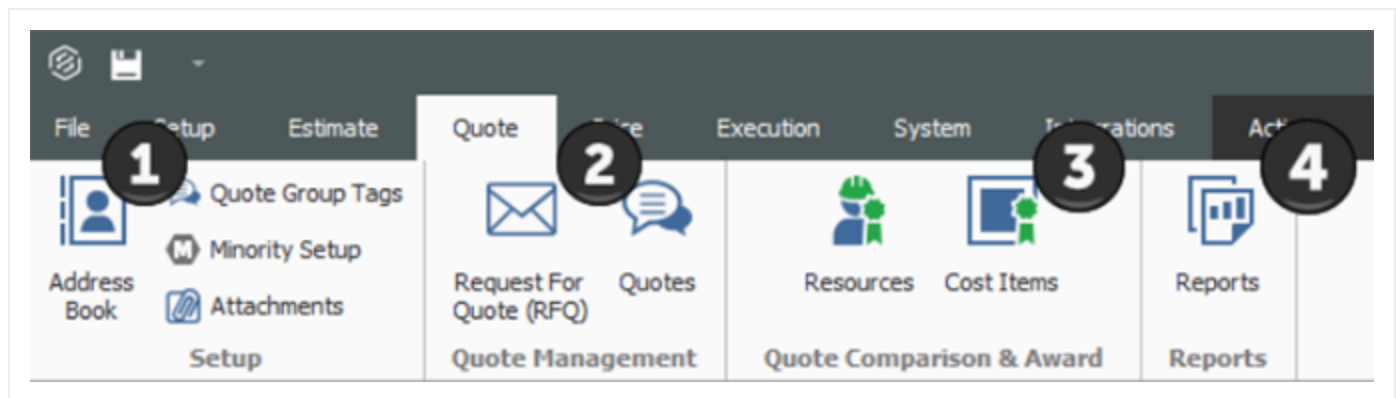 File
Estimate
Quote
Execution
System
1
2
3
4
Address
Book
Quote Group Tags
M
Minority Setup
Attachments
Setup
Request For
Quote (RFQ)
Quotes
Quote Management
Resources
Cost Items
Quote Comparison & Award
Reports
Reports